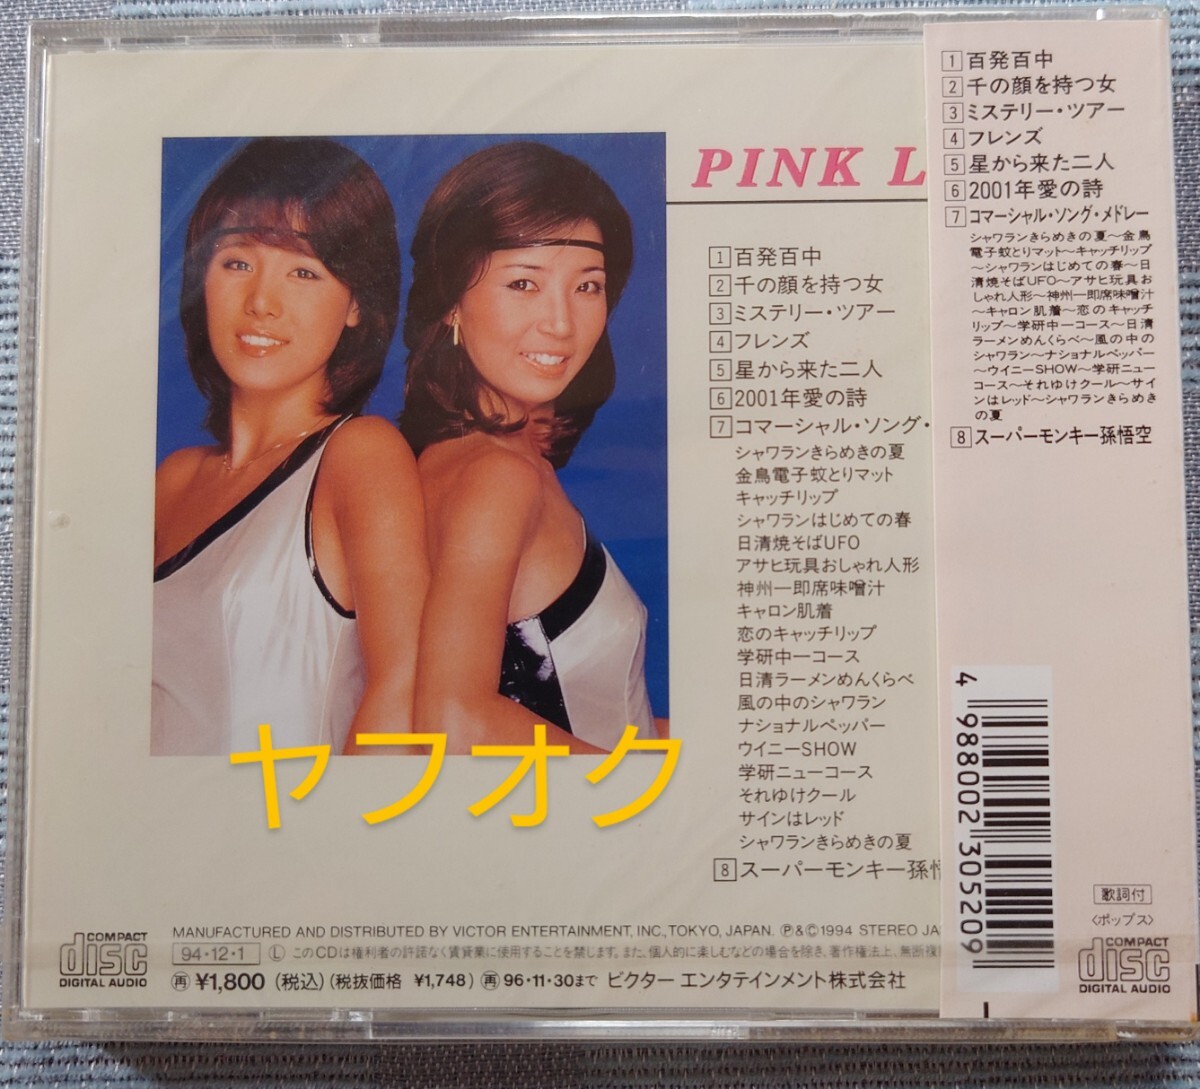 PINK L
1 百発百中
2 千の顔を持つ女
3 ミステリー・ツアー
4 フレンズ
5 星から来た二人
6 2001年愛の詩
7 コマーシャル・ソング・
シャワランきらめきの夏
金鳥電子蚊とりマット
キャッチリップ
シャワランはじめての春
日清焼そばUFO
アサヒ玩具おしゃれ人形
神州一即席味噌汁
キャロン肌着
恋のキャッチリップ
学研中一コース
日清ラーメンめんくらべ
風の中のシャワラン
ナショナルペッパー
ウイニーSHOW
学研ニューコース
それゆけクール
サインはレッド
シャワランきらめきの夏
8 スーパーモンキー孫悟
ヤフオク
COMPACT
disc
DIGITAL AUDIO
MANUFACTURED AND DISTRIBUTED BY VICTOR ENTERTAINMENT, INC., TOKYO, JAPAN. Ⓟ&©1994 STEREO JA
94・12・1 Ⓛ このCDは権利者の許諾なく賃貸業に使用することを禁じます。また、個人的に楽しむなどの場合を除き、著作権法上、無断複
再 ¥1,800 (税込) (税抜価格 ¥1,748) 再 96・11・30まで ビクター エンタテインメント株式会社
1 百発百中
2 千の顔を持つ女
3 ミステリー・ツアー
4 フレンズ
5 星から来た二人
6 2001年愛の詩
7 コマーシャル・ソング・メドレー
シャワランきらめきの夏〜金鳥
電子蚊とりマット〜キャッチリップ
〜シャワランはじめての春〜日
清焼そばUFO〜アサヒ玩具お
しゃれ人形〜神州一即席味噌汁
〜キャロン肌着〜恋のキャッチ
リップ〜学研中一コース〜日清
ラーメンめんくらべ〜風の中の
シャワラン〜ナショナルペッパー
〜ウイニーSHOW〜学研ニュー
コース〜それゆけクール〜サイ
ンはレッド〜シャワランきらめき
の夏
8 スーパーモンキー孫悟空
4 988002 305209
歌詞付
〈ポップス〉
COMPACT
disc
DIGITAL AUDIO